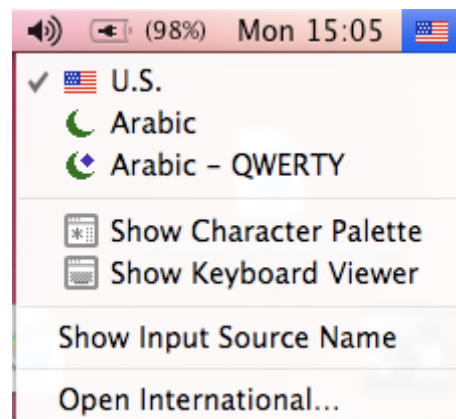 (98%) Mon 15:05
U.S.
Arabic
Arabic – QWERTY
Show Character Palette
Show Keyboard Viewer
Show Input Source Name
Open International...